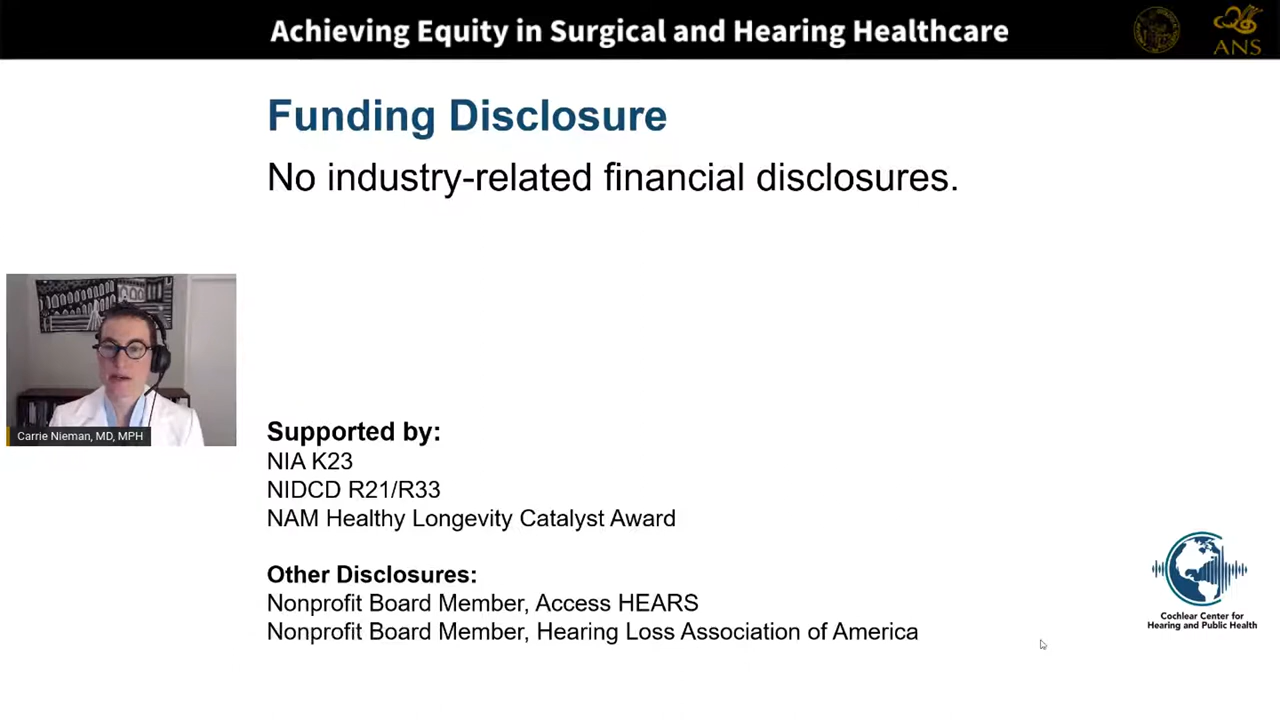 Achieving Equity in Surgical and Hearing Healthcare
ANS
Funding Disclosure
No industry-related financial disclosures.
Carrie Nieman, MD, MPH
Supported by:
NIA K23
NIDCD R21/R33
NAM Healthy Longevity Catalyst Award
Other Disclosures:
Nonprofit Board Member, Access HEARS
Nonprofit Board Member, Hearing Loss Association of America
Cochlear Center for
Hearing and Public Health